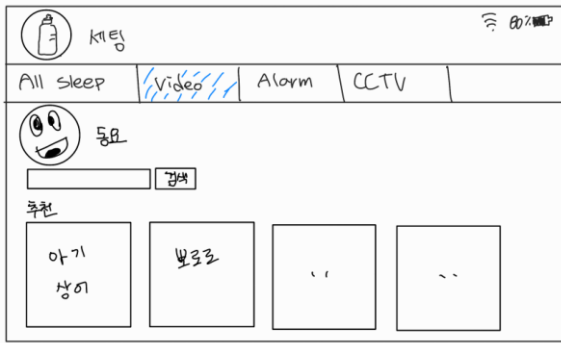 세팅 80%
All sleep Video Alarm CCTV
동요
검색
추천
아기 뽀로로 〃 〃
상어